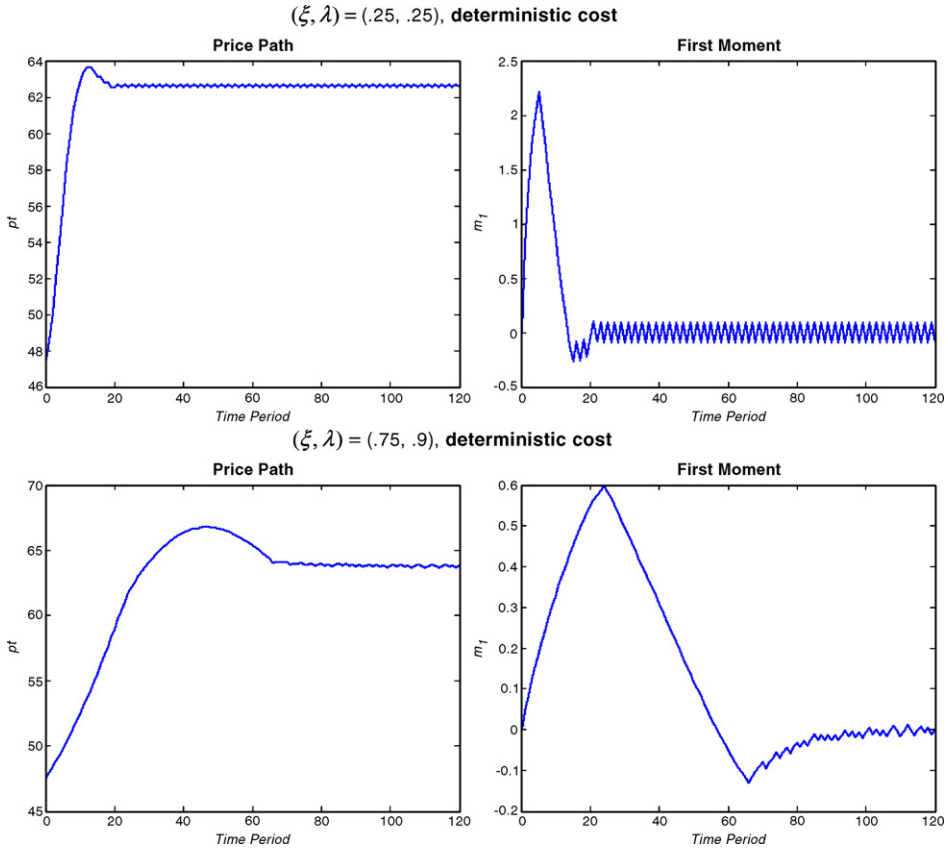 (ξ, λ) = (.25, .25), deterministic cost
Price Path
64
62
60
58
56
54
52
50
48
46
pt
0 20 40 60 80 100 120
Time Period
First Moment
2.5
2
1.5
1
0.5
0
-0.5
m1
0 20 40 60 80 100 120
Time Period
(ξ, λ) = (.75, .9), deterministic cost
Price Path
70
65
60
55
50
45
pt
0 20 40 60 80 100 120
Time Period
First Moment
0.6
0.5
0.4
0.3
0.2
0.1
0
-0.1
-0.2
m1
0 20 40 60 80 100 120
Time Period